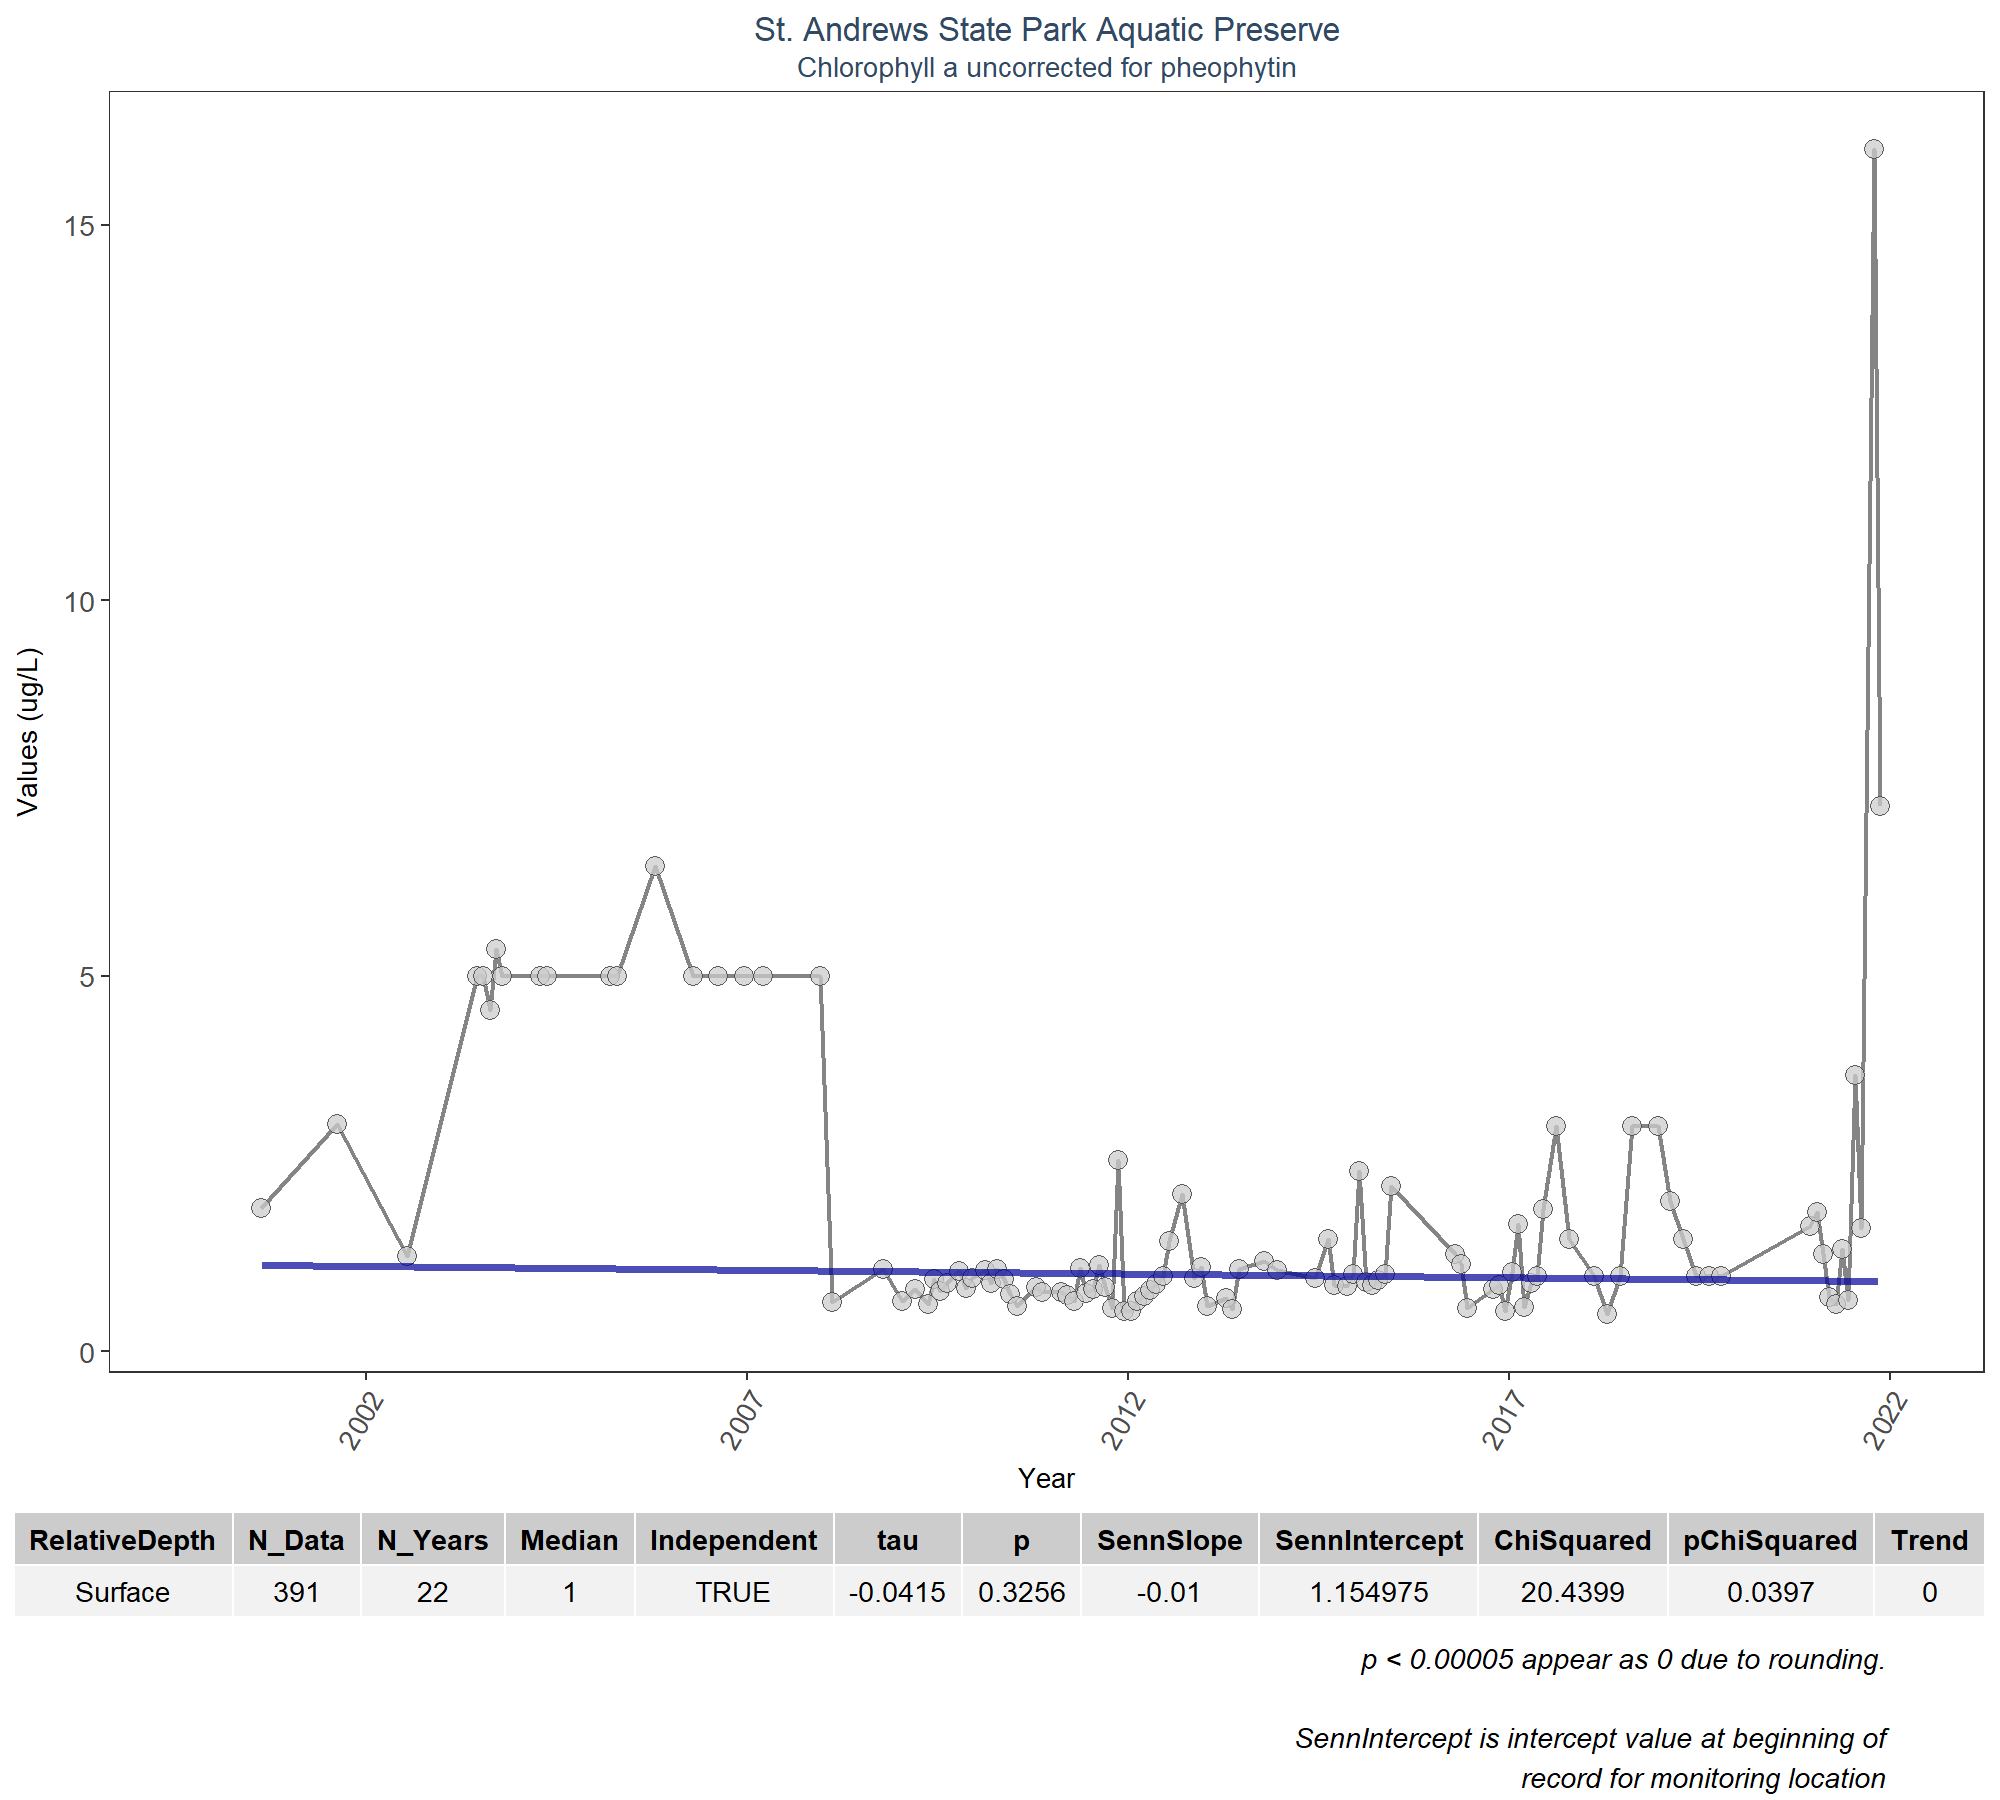 St. Andrews State Park Aquatic Preserve
Chlorophyll a uncorrected for pheophytin
15
10
5
0
Values (ug/L)
2002
2007
2012
2017
2022
Year
RelativeDepth N_Data N_Years Median Independent tau p SennSlope SennIntercept ChiSquared pChiSquared Trend
Surface 391 22 1 TRUE -0.0415 0.3256 -0.01 1.154975 20.4399 0.0397 0
p < 0.00005 appear as 0 due to rounding.
SennIntercept is intercept value at beginning of
record for monitoring location